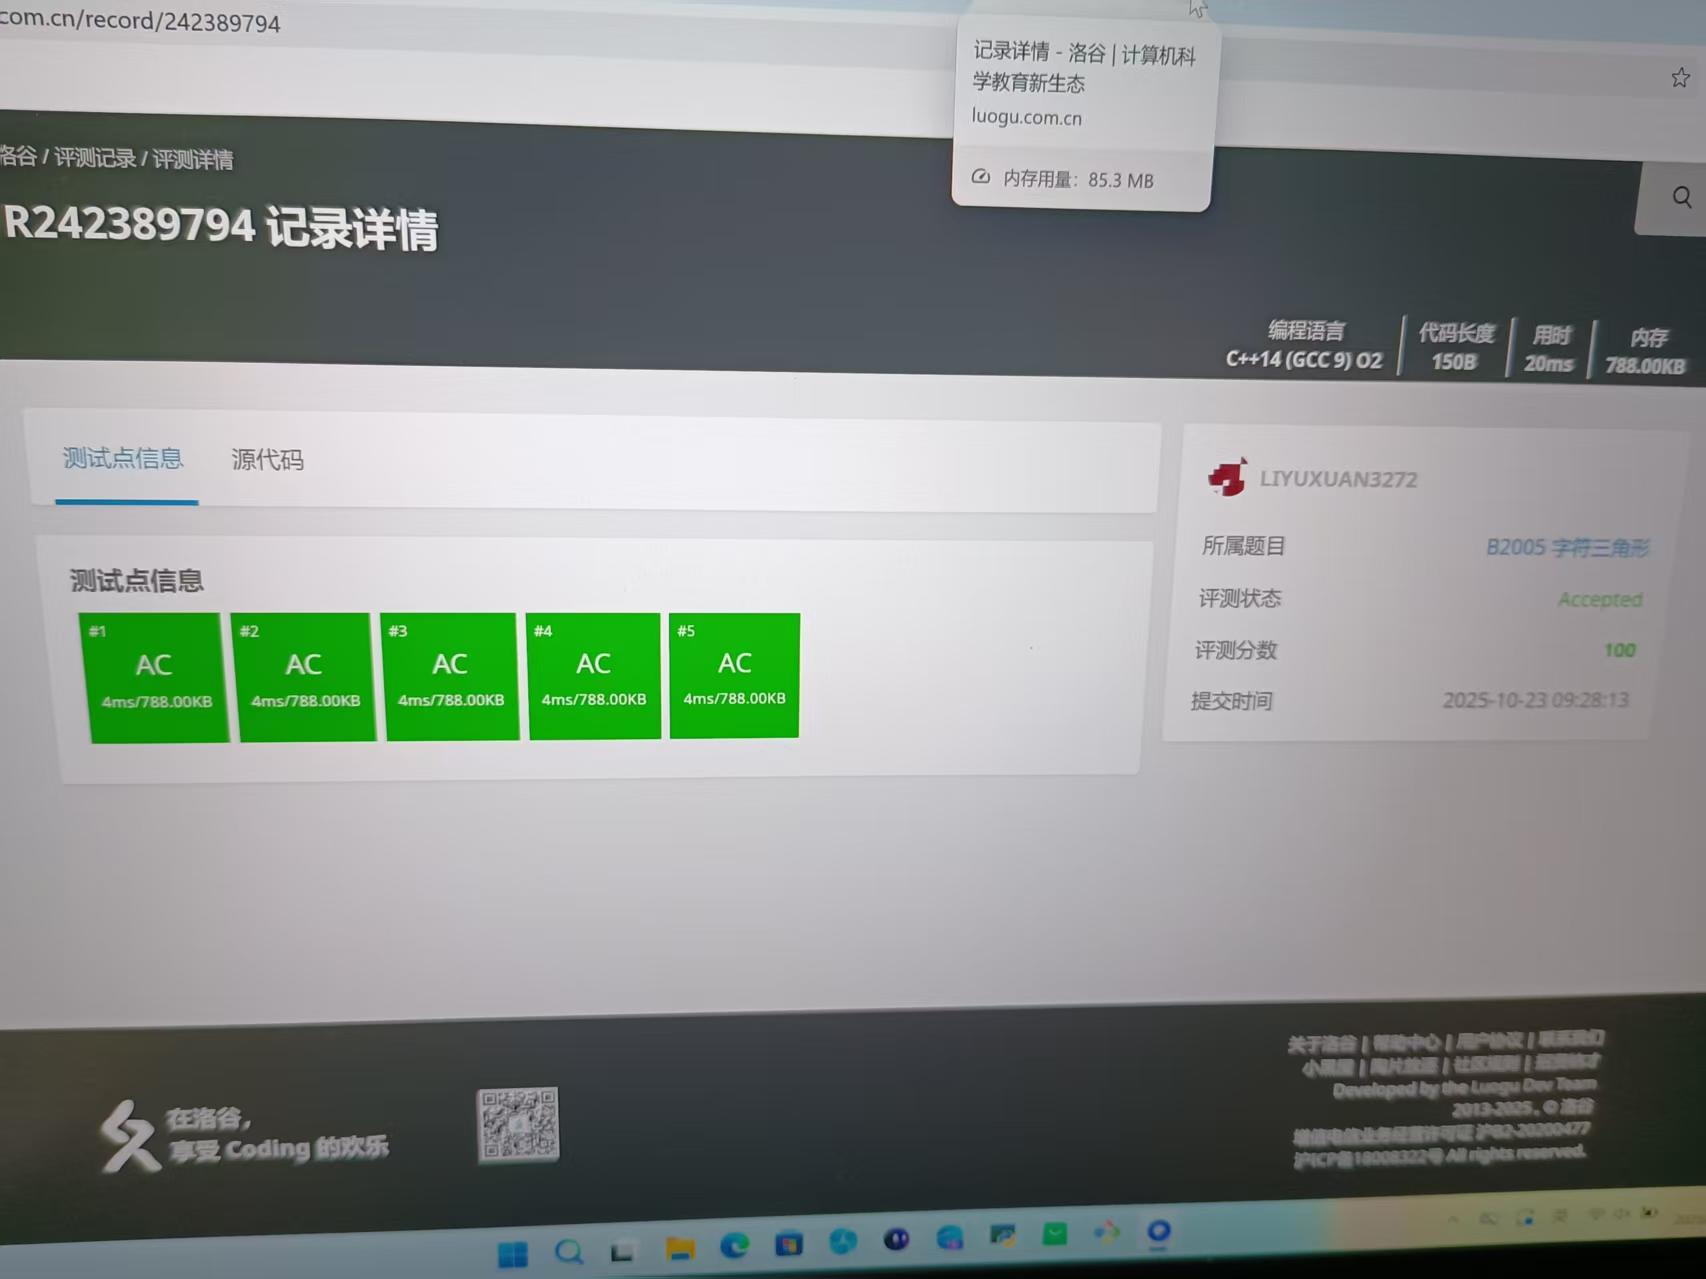 com.cn/record/242389794
记录详情 - 洛谷 | 计算机科
学教育新生态
luogu.com.cn
内存用量：85.3 MB
洛谷 / 评测记录 / 评测详情
R242389794 记录详情
编程语言
C++14 (GCC 9) O2
代码长度
150B
用时
20ms
内存
788.00KB
测试点信息
源代码
测试点信息
#1
AC
4ms/788.00KB
#2
AC
4ms/788.00KB
#3
AC
4ms/788.00KB
#4
AC
4ms/788.00KB
#5
AC
4ms/788.00KB
LIYUXUAN3272
所属题目 B2005 字符三角形
评测状态 Accepted
评测分数 100
提交时间 2025-10-23 09:28:13
在洛谷，
享受 Coding 的欢乐
关于洛谷 | 帮助中心 | 用户协议 | 联系我们
小黑屋 | 陶片放逐 | 社区规则 |
Developed by the Luogu Dev Team
2013-2025 , © 洛谷
增值电信业务经营许可证 沪B2-20200477
沪ICP备18008322号 All rights reserved.
英